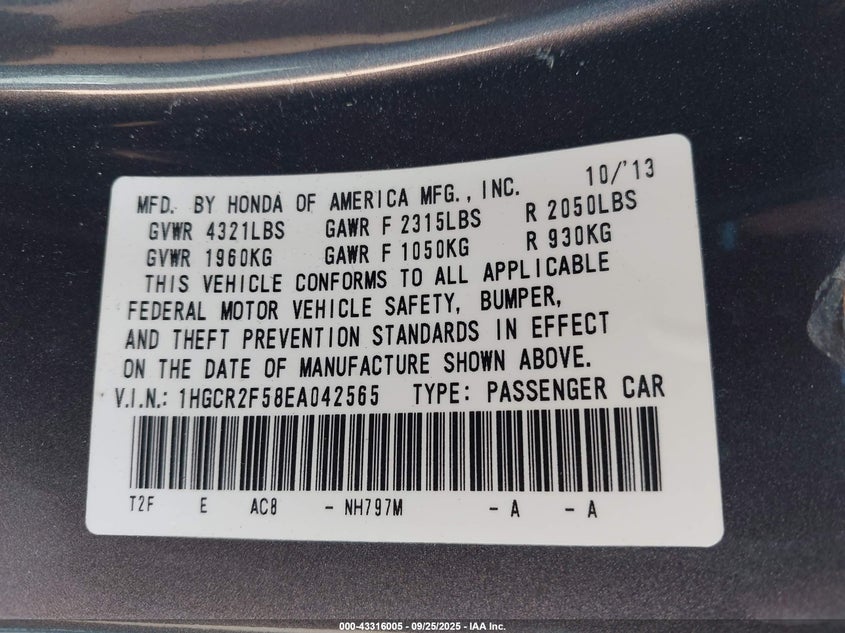 MFD. BY HONDA OF AMERICA MFG., INC. 10/'13
GVWR 4321LBS GAWR F 2315LBS R 2050LBS
GVWR 1960KG GAWR F 1050KG R 930KG
THIS VEHICLE CONFORMS TO ALL APPLICABLE
FEDERAL MOTOR VEHICLE SAFETY, BUMPER,
AND THEFT PREVENTION STANDARDS IN EFFECT
ON THE DATE OF MANUFACTURE SHOWN ABOVE.
V.I.N.: 1HGCR2F58EA042565 TYPE: PASSENGER CAR
T2F E AC8 - NH797M - A - A
000-43316005 - 09/25/2025 - IAA Inc.